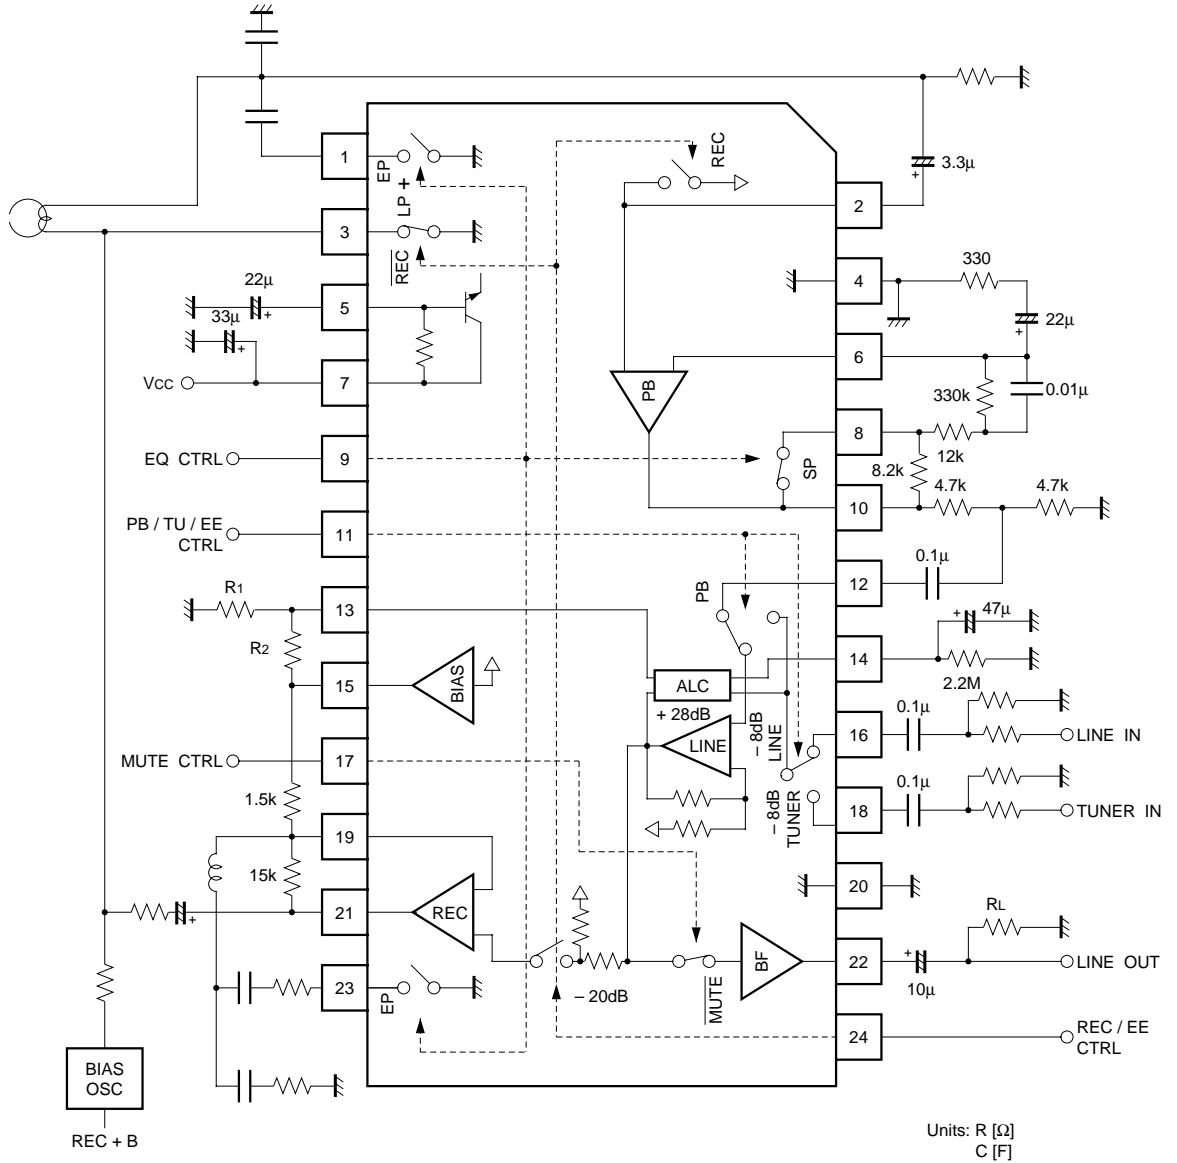 3.3µ
REC
1
EP
LP +
2
3
REC
4
330
22µ
5
33µ
22µ
6
VCC
7
PB
330k
0.01µ
8
EQ CTRL
9
SP
12k
8.2k
4.7k
4.7k
10
PB / TU / EE
CTRL
11
0.1µ
12
PB
R1
13
47µ
R2
14
15
BIAS
ALC
2.2M
+ 28dB
– 8dB
LINE
0.1µ
16
LINE
LINE IN
MUTE CTRL
17
0.1µ
– 8dB
TUNER
18
TUNER IN
1.5k
19
15k
20
21
REC
RL
BF
22
LINE OUT
10µ
23
EP
– 20dB
MUTE
24
REC / EE
CTRL
BIAS
OSC
REC + B
Units: R [Ω]
C [F]